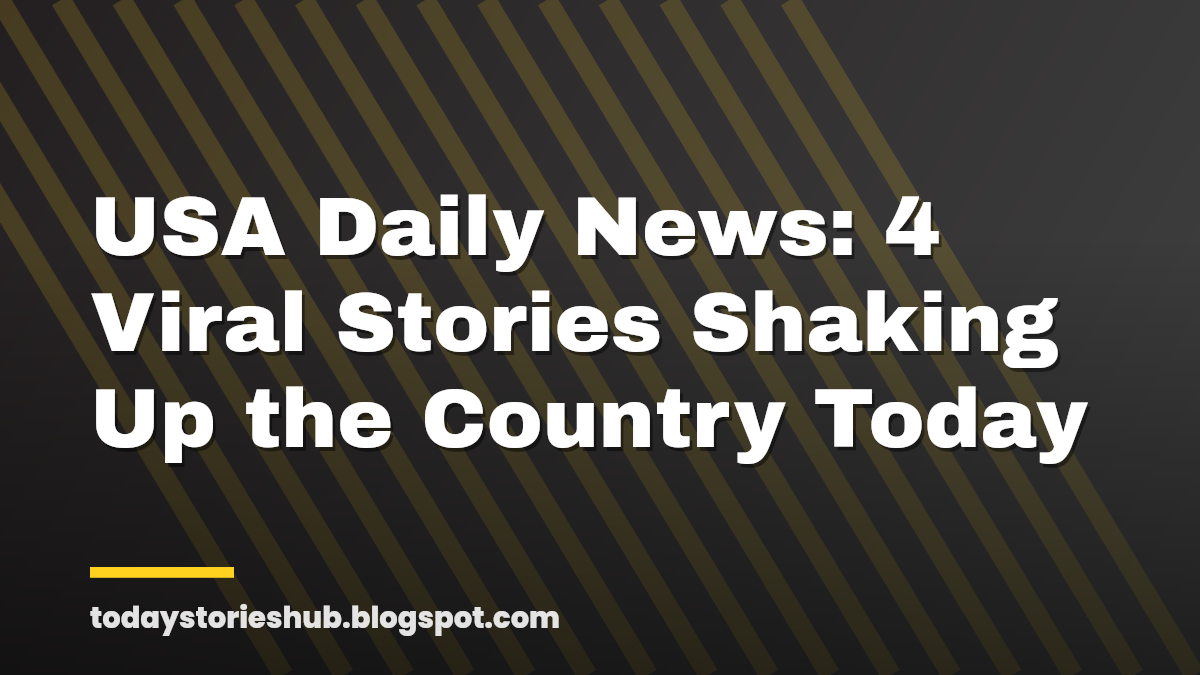 USA Daily News: 4
Viral Stories Shaking
Up the Country Today
todaystorieshub.blogspot.com